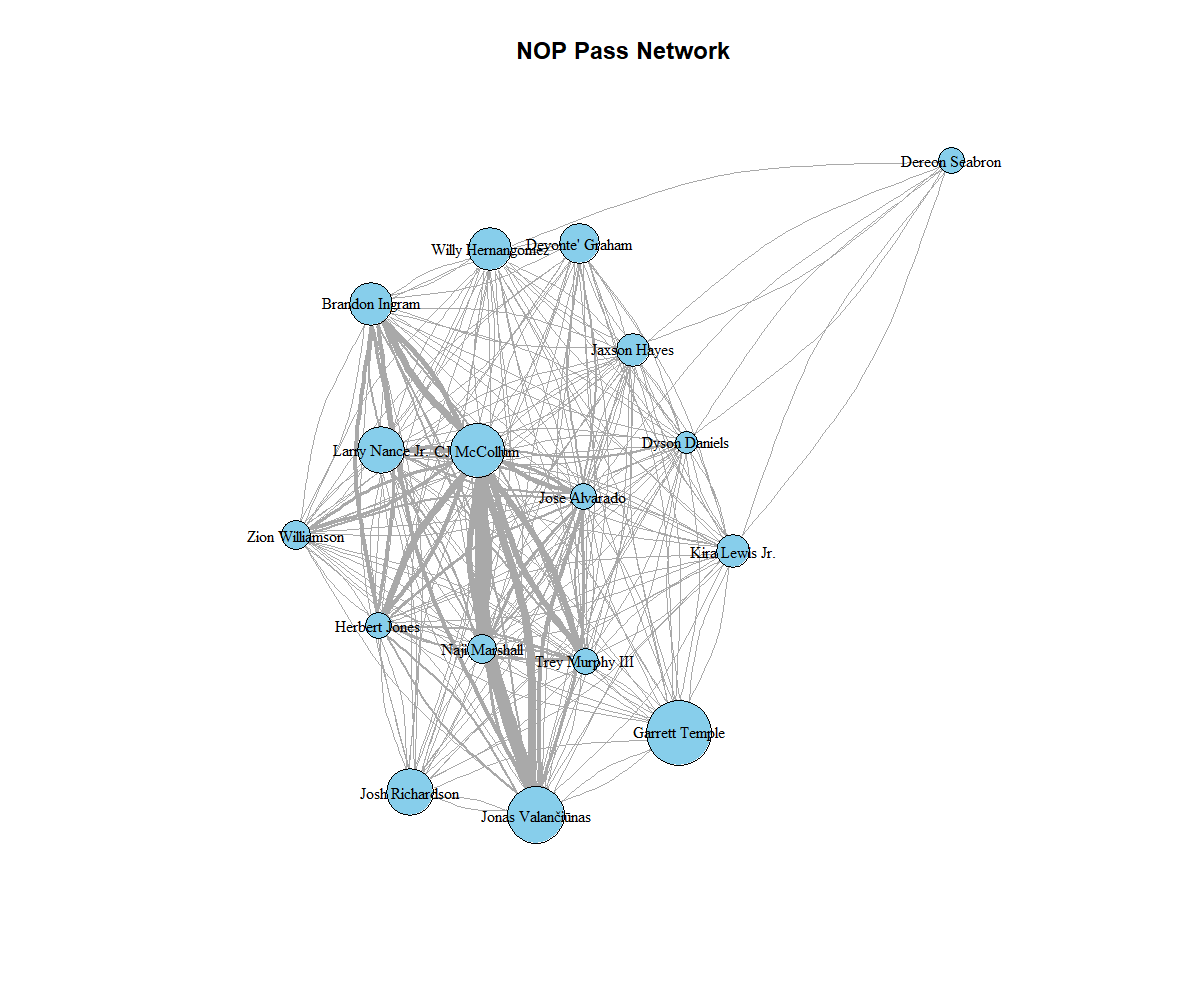 NOP Pass Network
Dereon Seabron
Devonte' Graham
Willy Hernangomez
Brandon Ingram
Jaxson Hayes
Dyson Daniels
Larry Nance Jr.
CJ McCollum
Jose Alvarado
Zion Williamson
Kira Lewis Jr.
Herbert Jones
Naji Marshall
Trey Murphy III
Garrett Temple
Josh Richardson
Jonas Valančiūnas